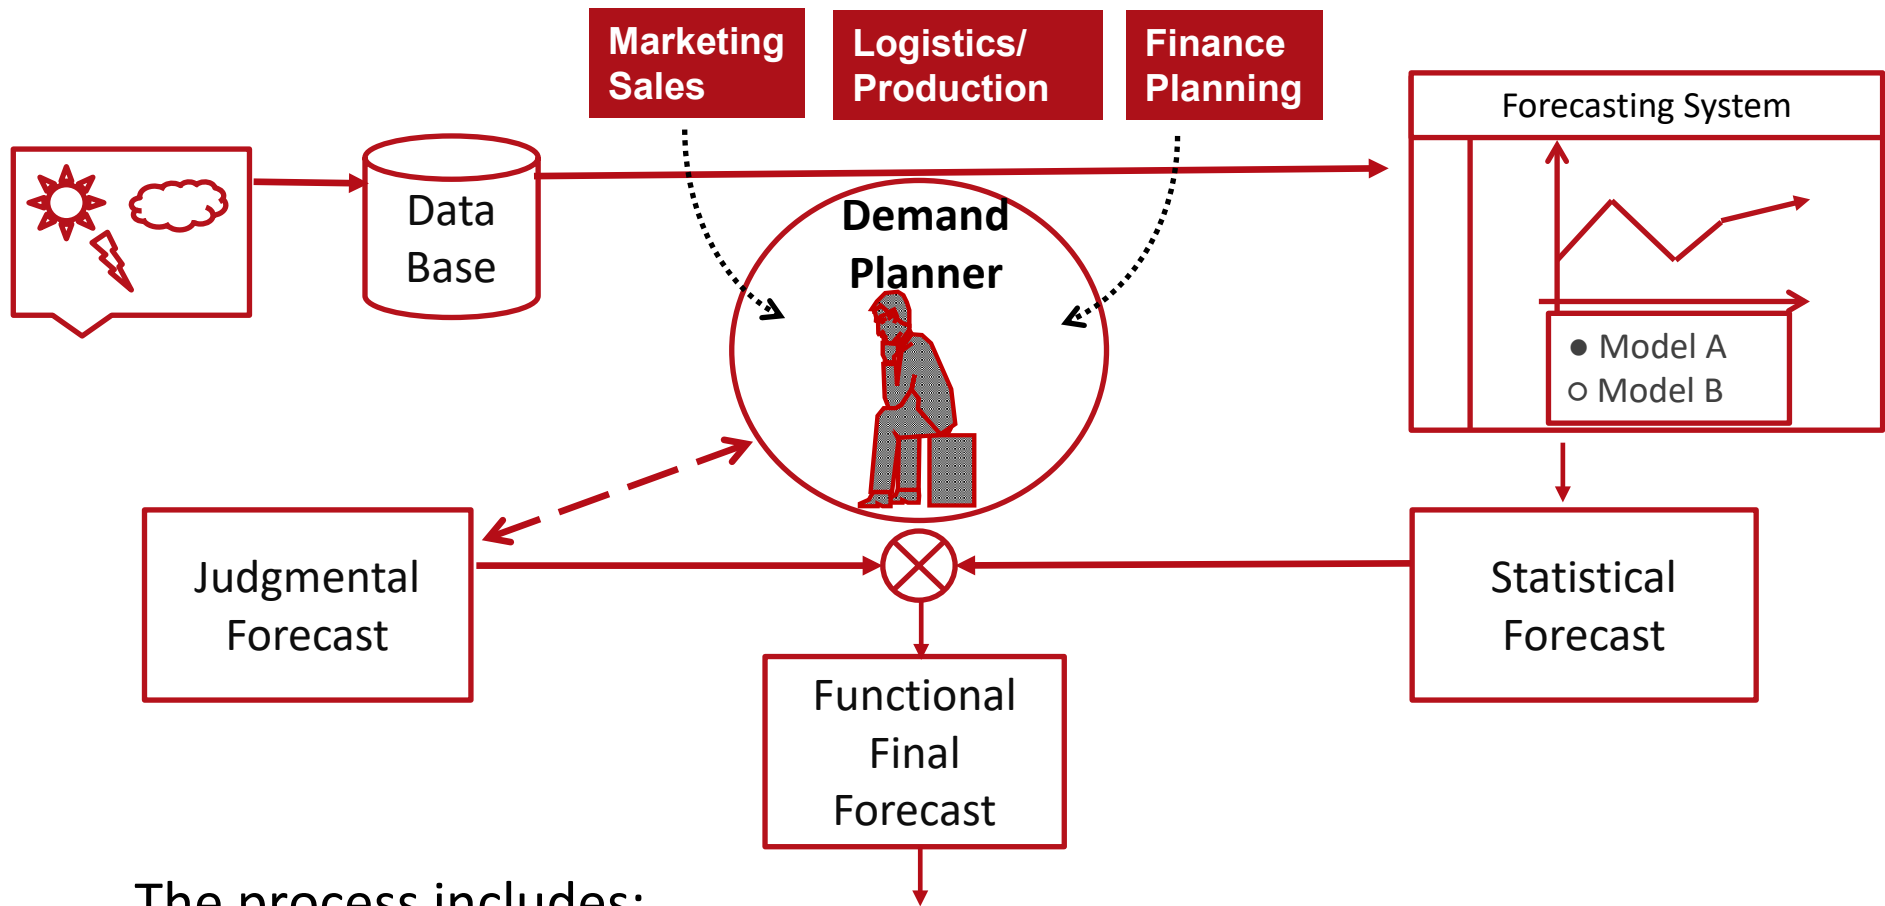 Marketing
Sales
Logistics/
Production
Finance
Planning
Forecasting System
Data
Base
Demand
Planner
● Model A
○ Model B
Judgmental
Forecast
Statistical
Forecast
Functional
Final
Forecast
The process includes: